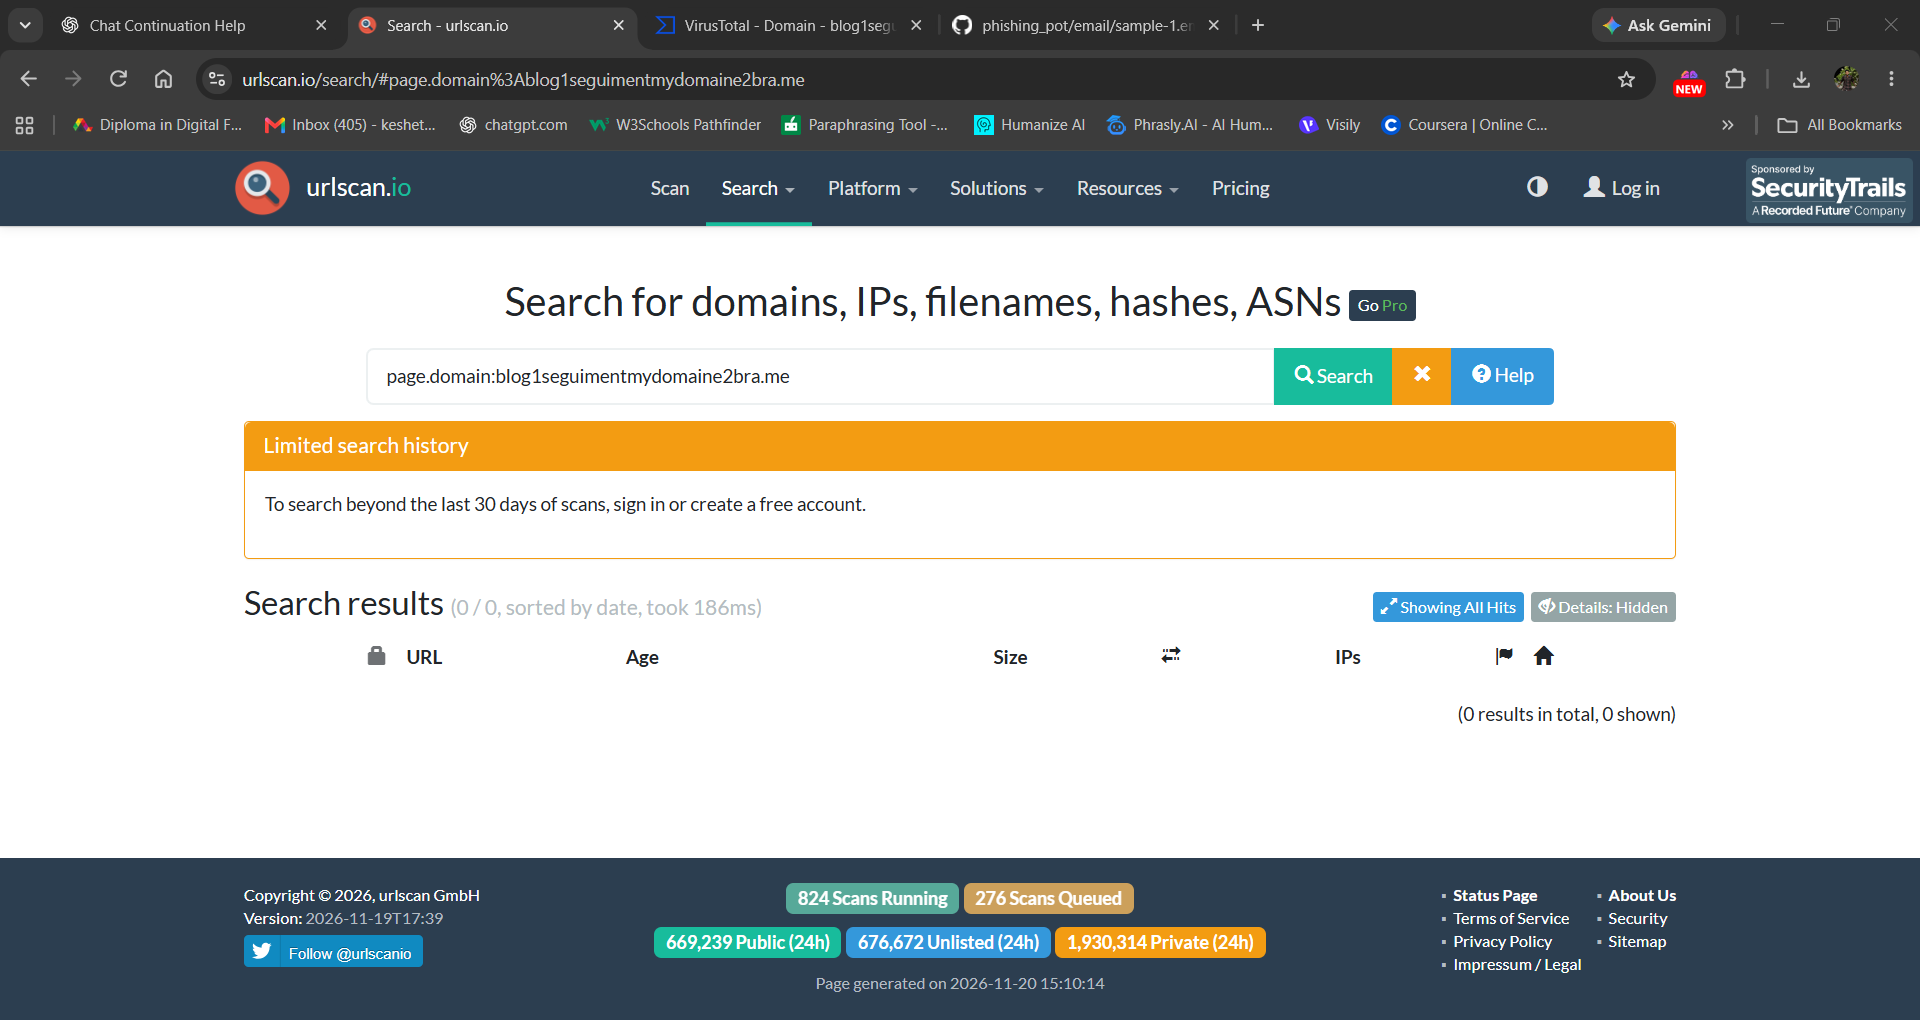 Chat Continuation Help
Search - urlscan.io
VirusTotal - Domain - blog1segu
phishing_pot/email/sample-1.em
Ask Gemini
urlscan.io/search/#page.domain%3Ablog1seguimentmydomaine2bra.me
NEW
Diploma in Digital F...
Inbox (405) - keshet...
chatgpt.com
W3Schools Pathfinder
Paraphrasing Tool -...
Humanize AI
Phrasly.AI - AI Hum...
Visily
Coursera | Online C...
All Bookmarks
urlscan.io
Scan
Search
Platform
Solutions
Resources
Pricing
Log in
Sponsored by
SecurityTrails
A Recorded Future® Company
Search for domains, IPs, filenames, hashes, ASNs Go Pro
page.domain:blog1seguimentmydomaine2bra.me
Search
Help
Limited search history
To search beyond the last 30 days of scans, sign in or create a free account.
Search results (0 / 0, sorted by date, took 186ms)
Showing All Hits
Details: Hidden
URL
Age
Size
IPs
(0 results in total, 0 shown)
Copyright © 2026, urlscan GmbH
Version: 2026-11-19T17:39
Follow @urlscanio
824 Scans Running
276 Scans Queued
669,239 Public (24h)
676,672 Unlisted (24h)
1,930,314 Private (24h)
Page generated on 2026-11-20 15:10:14
Status Page
Terms of Service
Privacy Policy
Impressum / Legal
About Us
Security
Sitemap